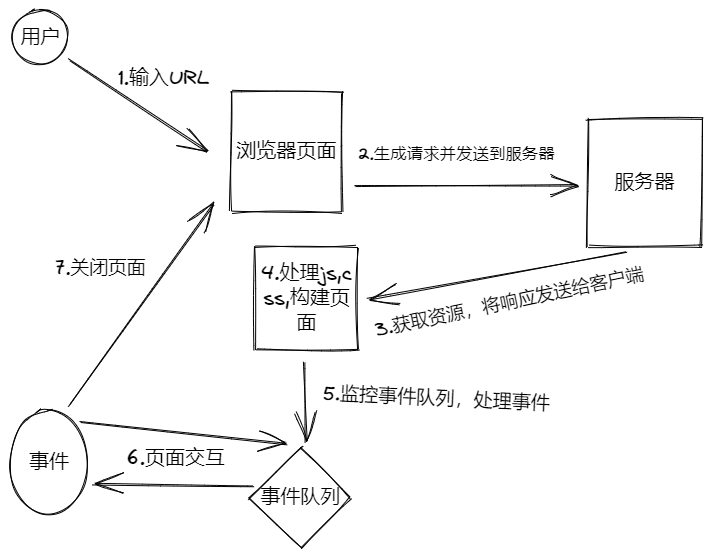 用户
1.输入URL
浏览器页面
2.生成请求并发送到服务器
服务器
7.关闭页面
4.处理js,c
ss,构建页
面
3.获取资源，将响应发送给客户端
5.监控事件队列，处理事件
事件
6.页面交互
事件队列